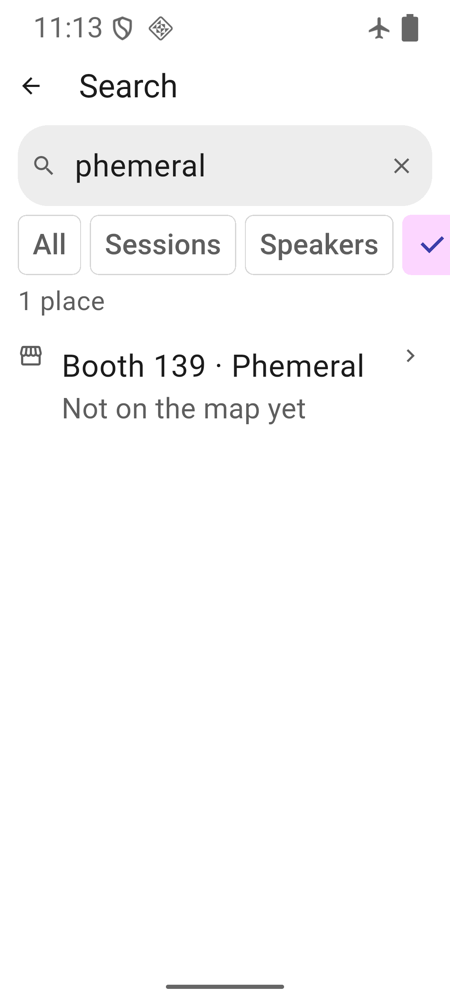 11:13
Search
phemeral
All
Sessions
Speakers
1 place
Booth 139 · Phemeral
Not on the map yet